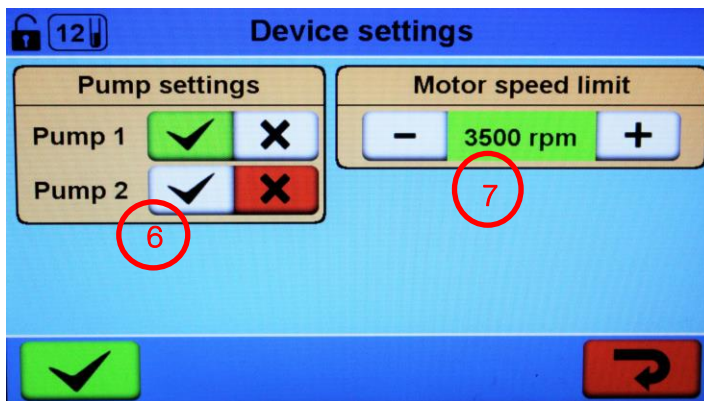 12
Device settings
Pump settings
Pump 1
Pump 2
6
Motor speed limit
3500 rpm
7